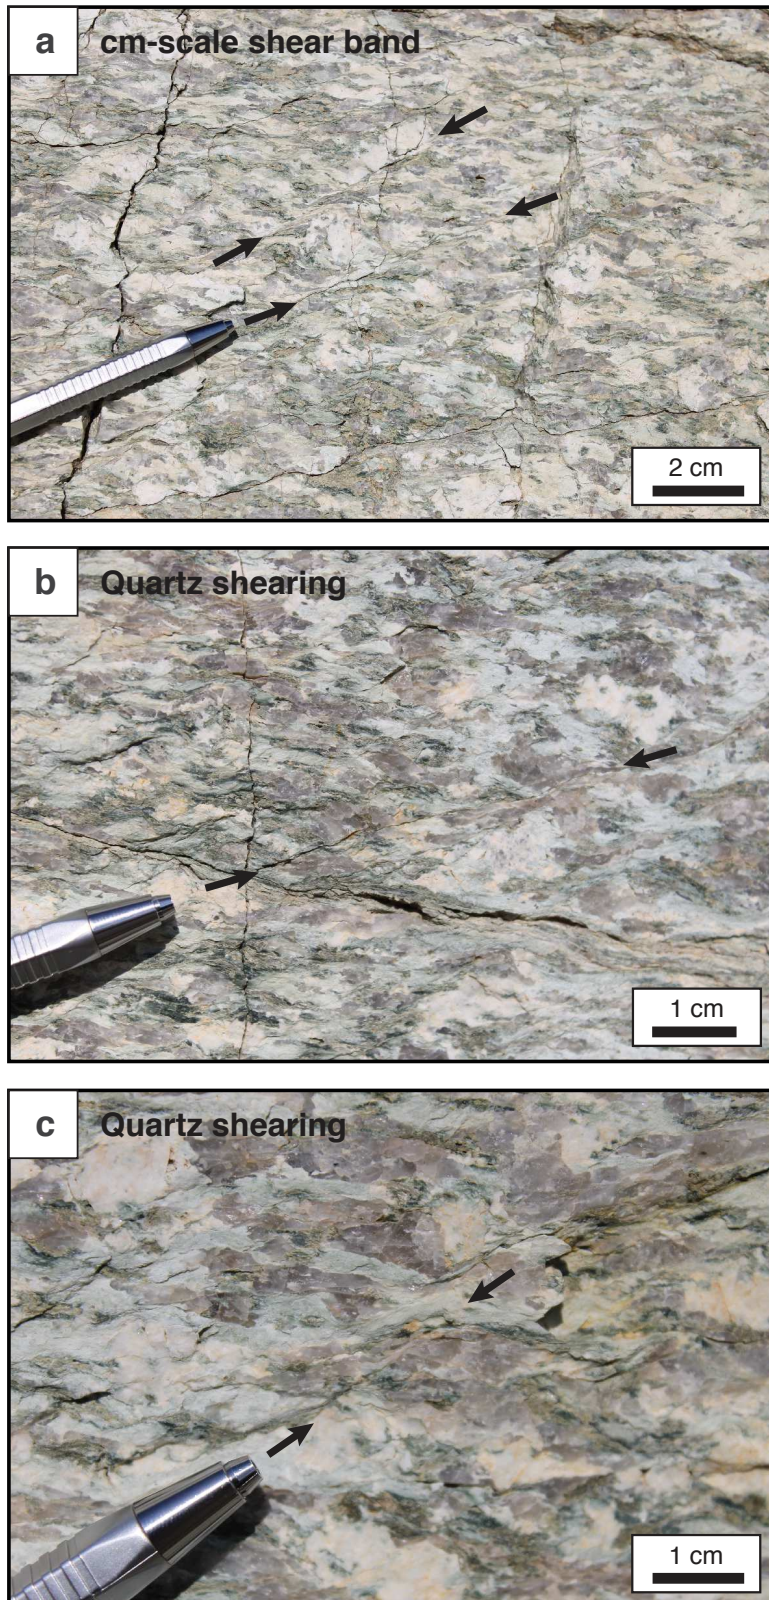 a cm-scale shear band
2 cm
b Quartz shearing
1 cm
c Quartz shearing
1 cm